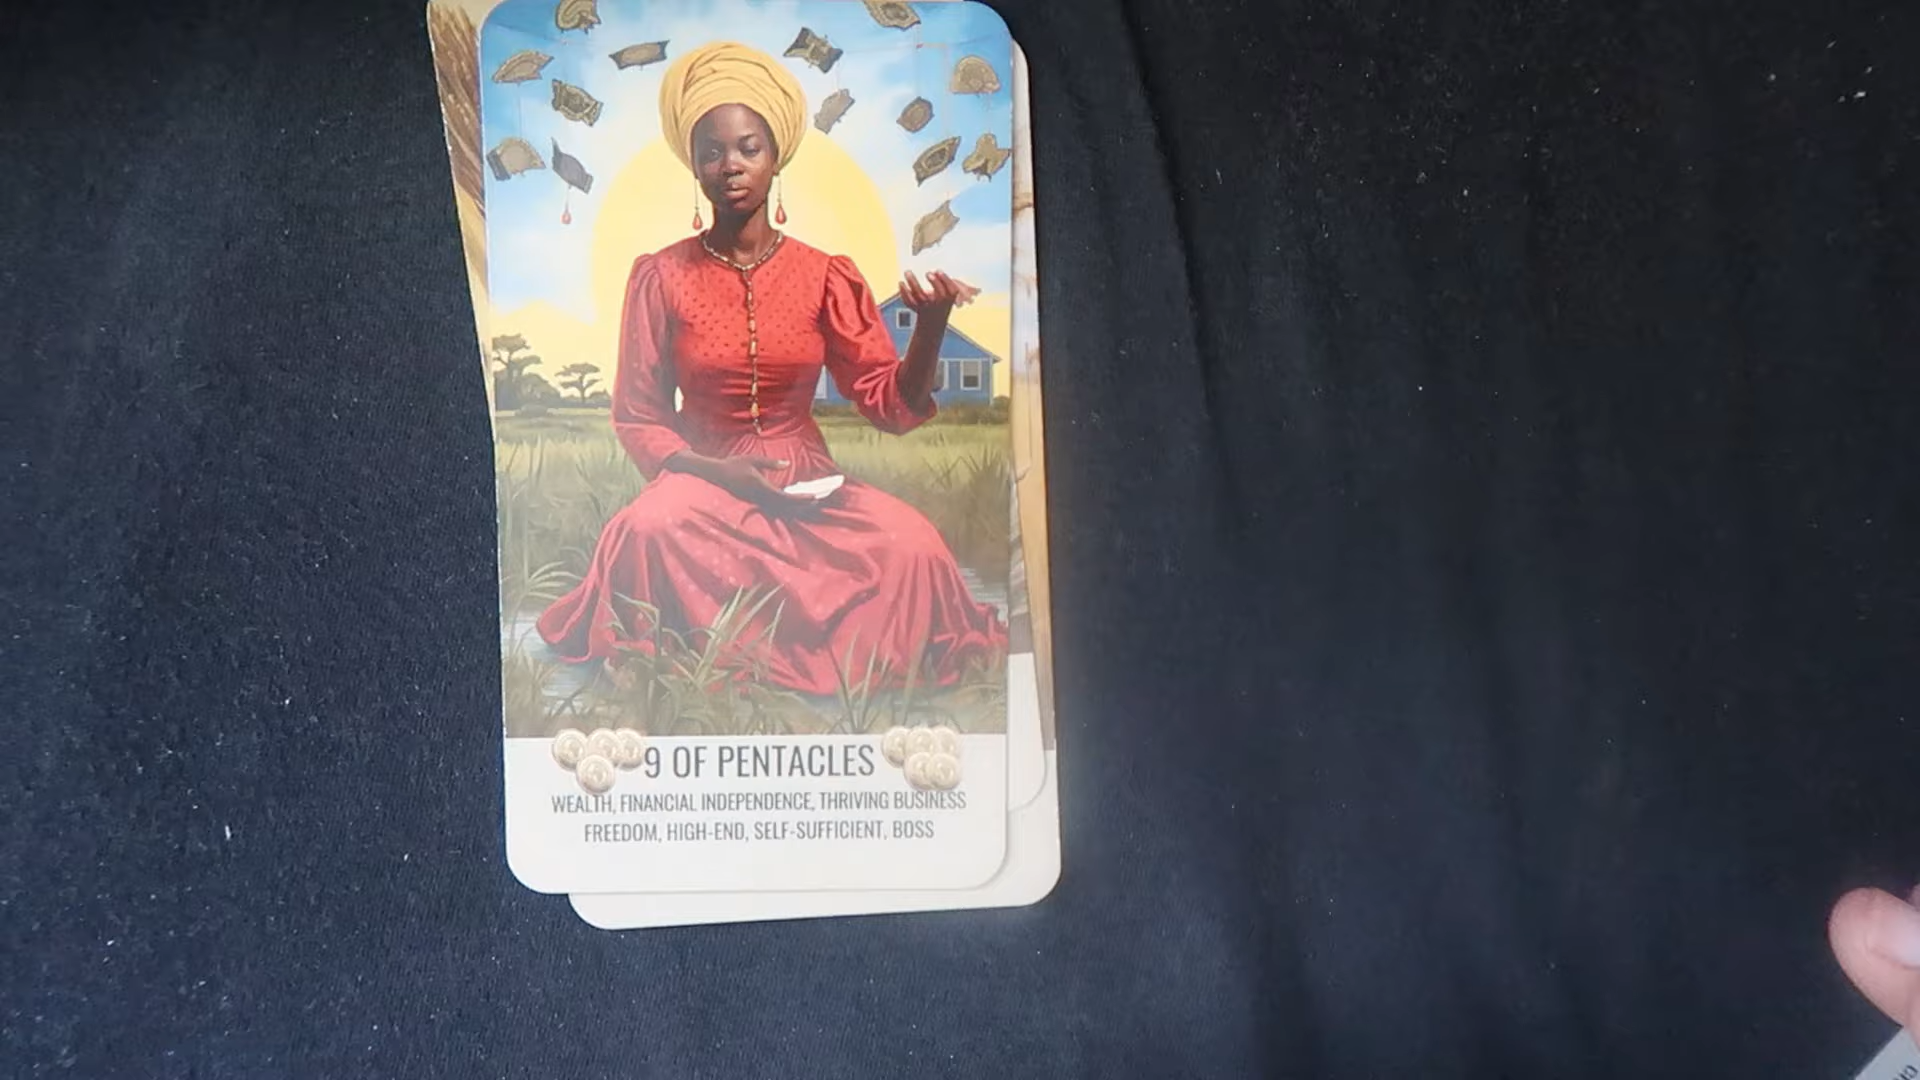 9 OF PENTACLES
WEALTH, FINANCIAL INDEPENDENCE, THRIVING BUSINESS
FREEDOM, HIGH-END, SELF-SUFFICIENT, BOSS